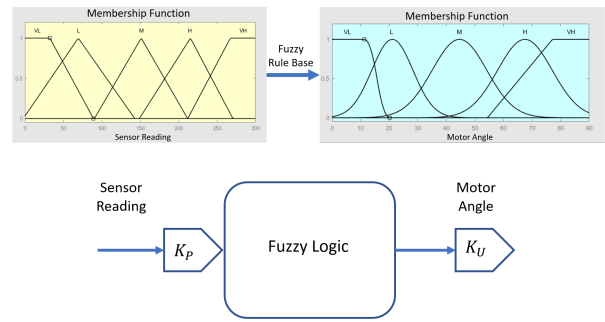 Membership Function
VL L M H VH
1
0.5
0
0 50 100 150 200 250 300
Sensor Reading
Fuzzy
Rule Base
Membership Function
VL L M H VH
1
0.5
0
0 10 20 30 40 50 60 70 80 90
Motor Angle
Sensor
Reading
Motor
Angle
K_P
Fuzzy Logic
K_U